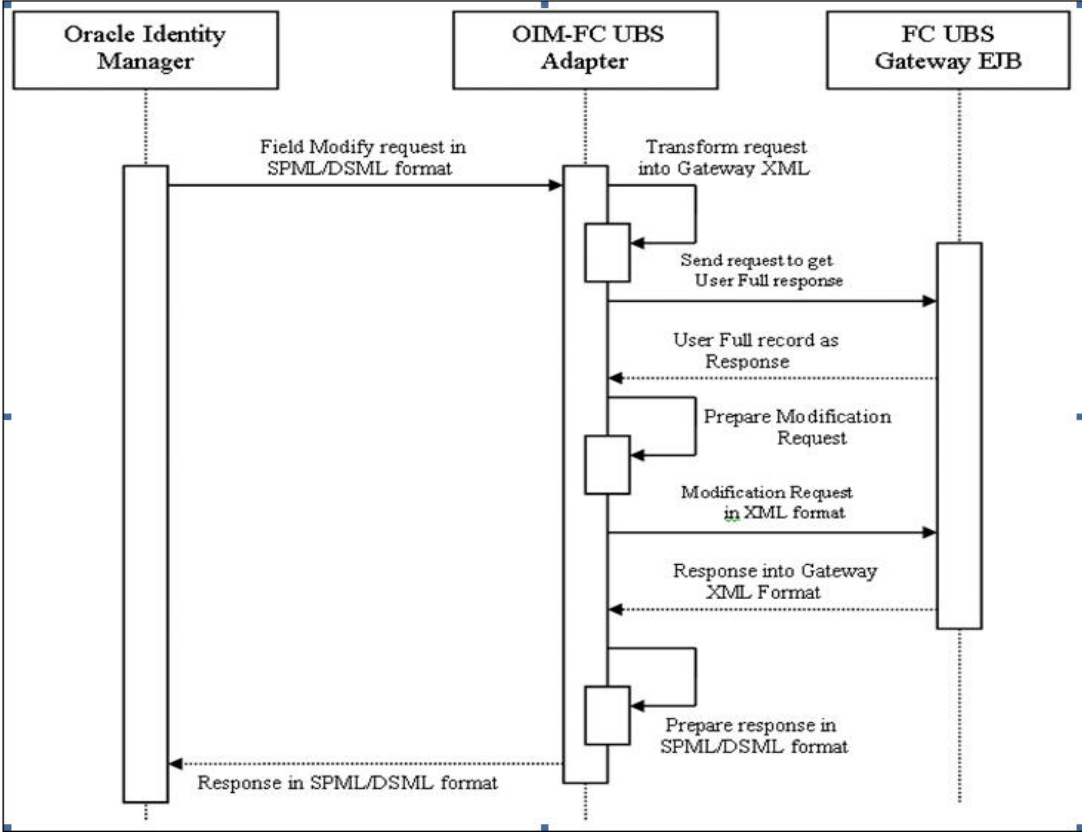 Oracle Identity
Manager
OIM-FC UBS
Adapter
FC UBS
Gateway EJB
Field Modify request in
SPML/DSML format
Transform request
into Gateway XML
Send request to get
User Full response
User Full record as
Response
Prepare Modification
Request
Modification Request
in XML format
Response into Gateway
XML Format
Prepare response in
SPML/DSML format
Response in SPML/DSML format